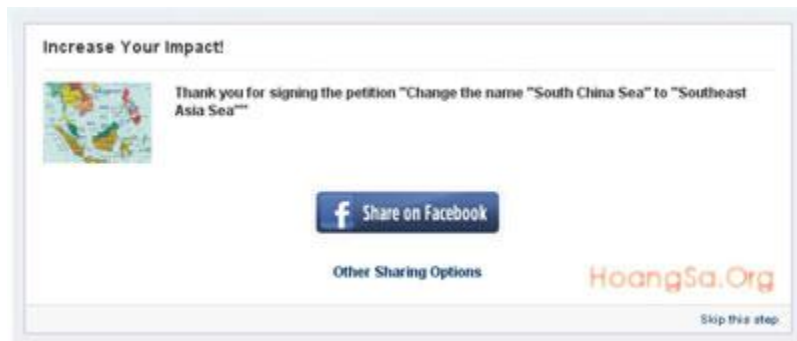 Increase Your Impact!
Thank you for signing the petition "Change the name "South China Sea" to "Southeast
Asia Sea""
f Share on Facebook
Other Sharing Options
HoangSa.Org
Skip this step